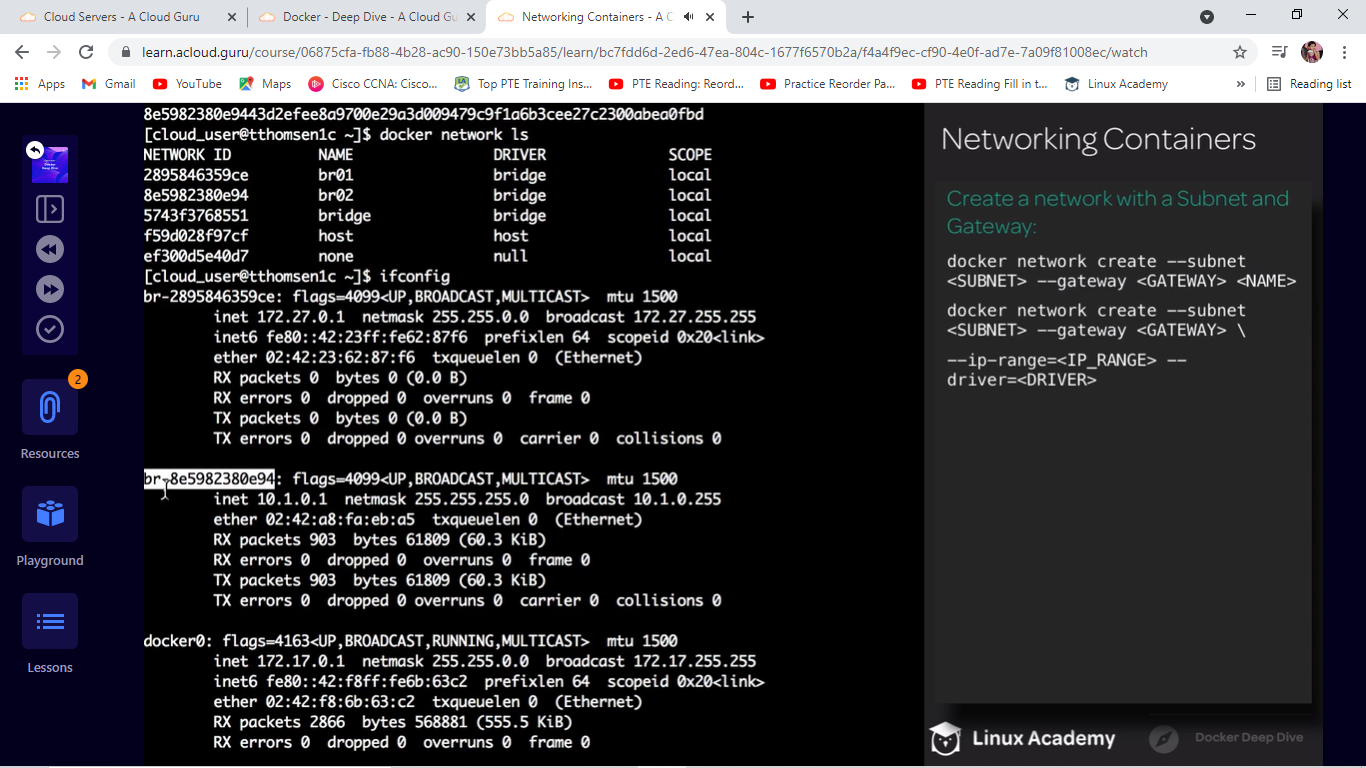 Cloud Servers - A Cloud Guru
Docker - Deep Dive - A Cloud Gu
Networking Containers - A C
learn.acloud.guru/course/06875cfa-fb88-4b28-ac90-150e73bb5a85/learn/bc7fdd6d-2ed6-47ea-804c-1677f6570b2a/f4a4f9ec-cf90-4e0f-ad7e-7a09f81008ec/watch
Apps
Gmail
YouTube
Maps
Cisco CCNA: Cisco...
Top PTE Training Ins...
PTE Reading: Reord...
Practice Reorder Pa...
PTE Reading Fill in t...
Linux Academy
»
Reading list
2
Resources
Playground
Lessons
8e5982380e9443d2efee8a9700e29a3d009479c9f1a6b3cee27c2300abea0fbd
[cloud_user@tthomsen1c ~]$ docker network ls
NETWORK ID NAME DRIVER SCOPE
2895846359ce br01 bridge local
8e5982380e94 br02 bridge local
5743f3768551 bridge bridge local
f59d028f97cf host host local
ef300d5e40d7 none null local
[cloud_user@tthomsen1c ~]$ ifconfig
br-2895846359ce: flags=4099<UP,BROADCAST,MULTICAST> mtu 1500
inet 172.27.0.1 netmask 255.255.0.0 broadcast 172.27.255.255
inet6 fe80::42:23ff:fe62:87f6 prefixlen 64 scopeid 0x20<link>
ether 02:42:23:62:87:f6 txqueuelen 0 (Ethernet)
RX packets 0 bytes 0 (0.0 B)
RX errors 0 dropped 0 overruns 0 frame 0
TX packets 0 bytes 0 (0.0 B)
TX errors 0 dropped 0 overruns 0 carrier 0 collisions 0
br-8e5982380e94: flags=4099<UP,BROADCAST,MULTICAST> mtu 1500
inet 10.1.0.1 netmask 255.255.255.0 broadcast 10.1.0.255
ether 02:42:a8:fa:eb:a5 txqueuelen 0 (Ethernet)
RX packets 903 bytes 61809 (60.3 KiB)
RX errors 0 dropped 0 overruns 0 frame 0
TX packets 903 bytes 61809 (60.3 KiB)
TX errors 0 dropped 0 overruns 0 carrier 0 collisions 0
docker0: flags=4163<UP,BROADCAST,RUNNING,MULTICAST> mtu 1500
inet 172.17.0.1 netmask 255.255.0.0 broadcast 172.17.255.255
inet6 fe80::42:f8ff:fe6b:63c2 prefixlen 64 scopeid 0x20<link>
ether 02:42:f8:6b:63:c2 txqueuelen 0 (Ethernet)
RX packets 2866 bytes 568881 (555.5 KiB)
RX errors 0 dropped 0 overruns 0 frame 0
Networking Containers
Create a network with a Subnet and
Gateway:
docker network create --subnet
<SUBNET> --gateway <GATEWAY> <NAME>
docker network create --subnet
<SUBNET> --gateway <GATEWAY> \
--ip-range=<IP_RANGE> --
driver=<DRIVER>
Linux Academy
Docker Deep Dive